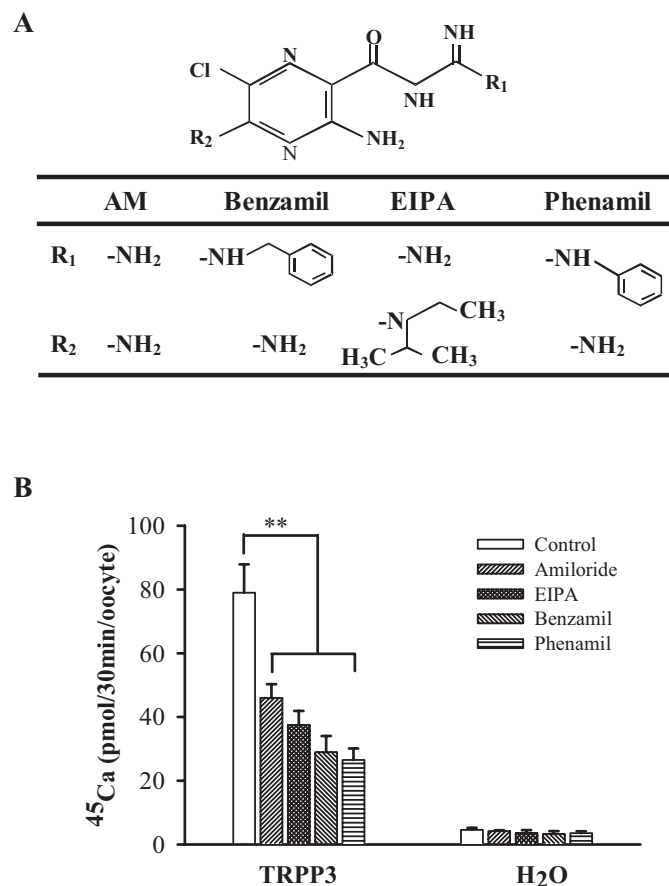 A
O NH
Cl N
NH R₁
R₂ N NH₂
AM Benzamil EIPA Phenamil
R₁ -NH₂ -NH -NH₂ -NH
-N CH₃
R₂ -NH₂ -NH₂ H₃C CH₃ -NH₂
B
100
**
Control
Amiloride
EIPA
Benzamil
Phenamil
80
60
40
20
0
⁴⁵Ca (pmol/30min/oocyte)
TRPP3 H₂O